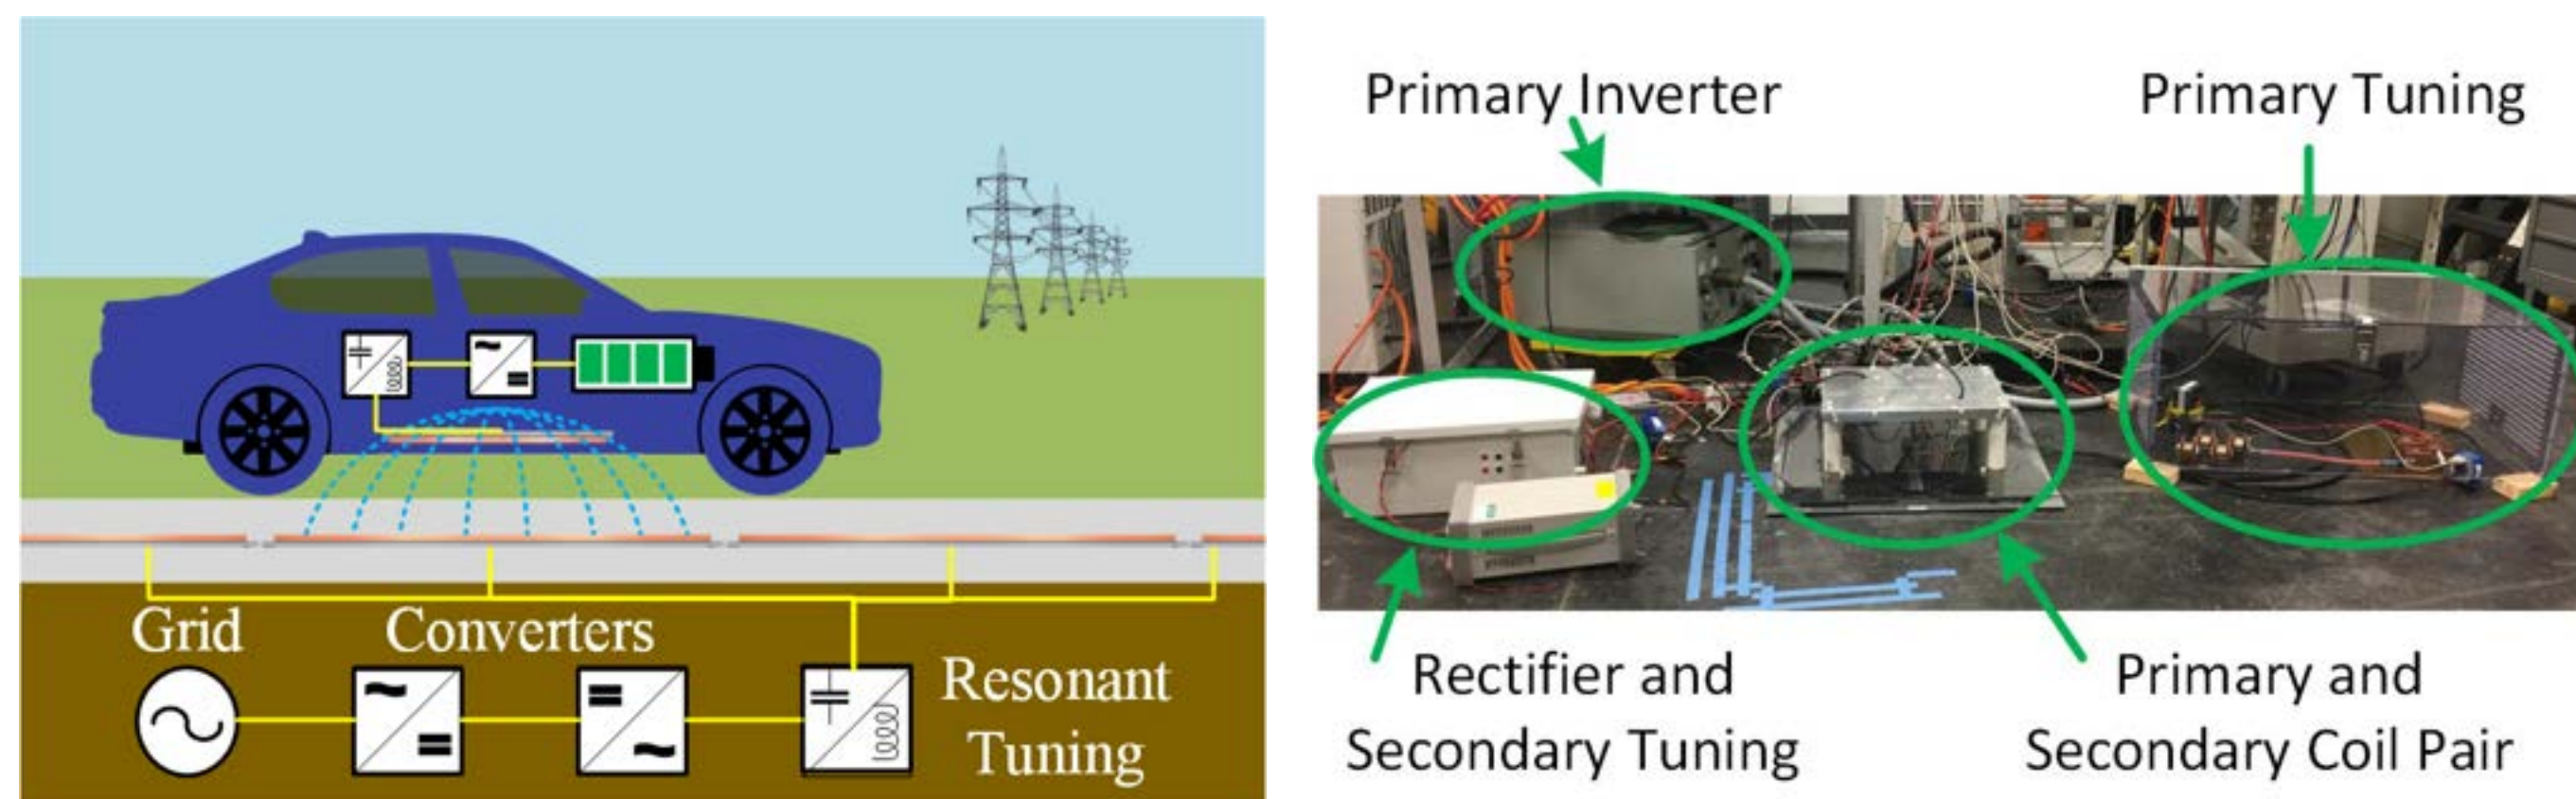 Grid
Converters
Resonant
Tuning
Primary Inverter
Primary Tuning
Rectifier and
Secondary Tuning
Primary and
Secondary Coil Pair